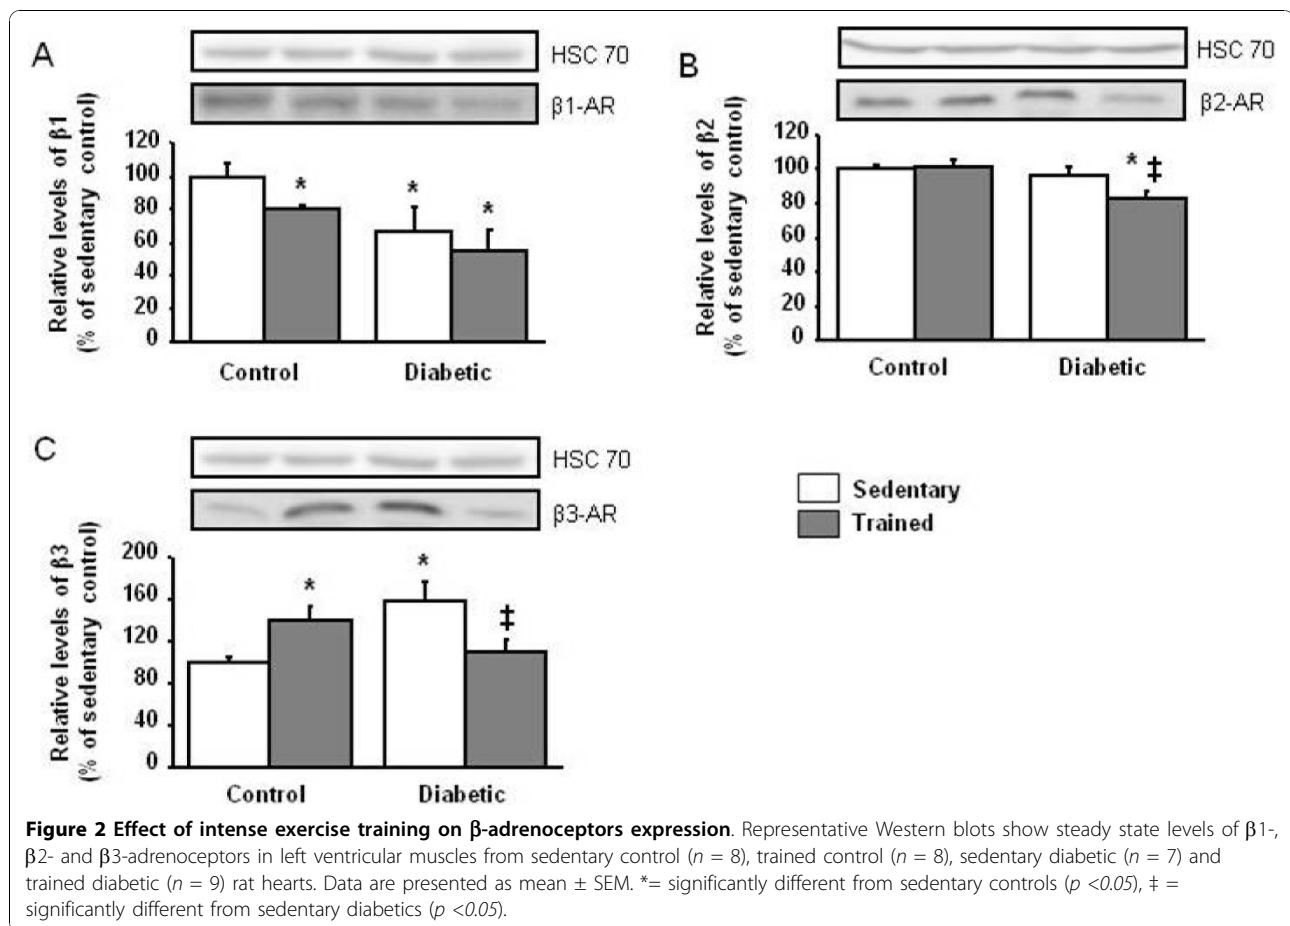 A
HSC 70
β1-AR
Relative levels of β1
(% of sedentary control)
120
100
80
60
40
20
0
*
*
*
Control
Diabetic
B
HSC 70
β2-AR
Relative levels of β2
(% of sedentary control)
120
100
80
60
40
20
0
* ‡
Control
Diabetic
C
HSC 70
β3-AR
Relative levels of β3
(% of sedentary control)
200
160
120
80
40
0
*
*
‡
Control
Diabetic
Sedentary
Trained
Figure 2 Effect of intense exercise training on β-adrenoceptors expression. Representative Western blots show steady state levels of β1-,
β2- and β3-adrenoceptors in left ventricular muscles from sedentary control (n = 8), trained control (n = 8), sedentary diabetic (n = 7) and
trained diabetic (n = 9) rat hearts. Data are presented as mean ± SEM. *= significantly different from sedentary controls (p <0.05), ‡ =
significantly different from sedentary diabetics (p <0.05).